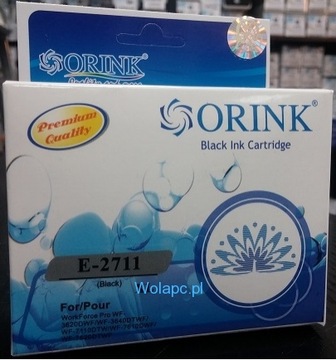 ORINK
ORINK®
Black Ink Cartridge
Premium
Quality
E-2711
(Black)
Wolapc.pl
For/Pour
WorkForce Pro WF-